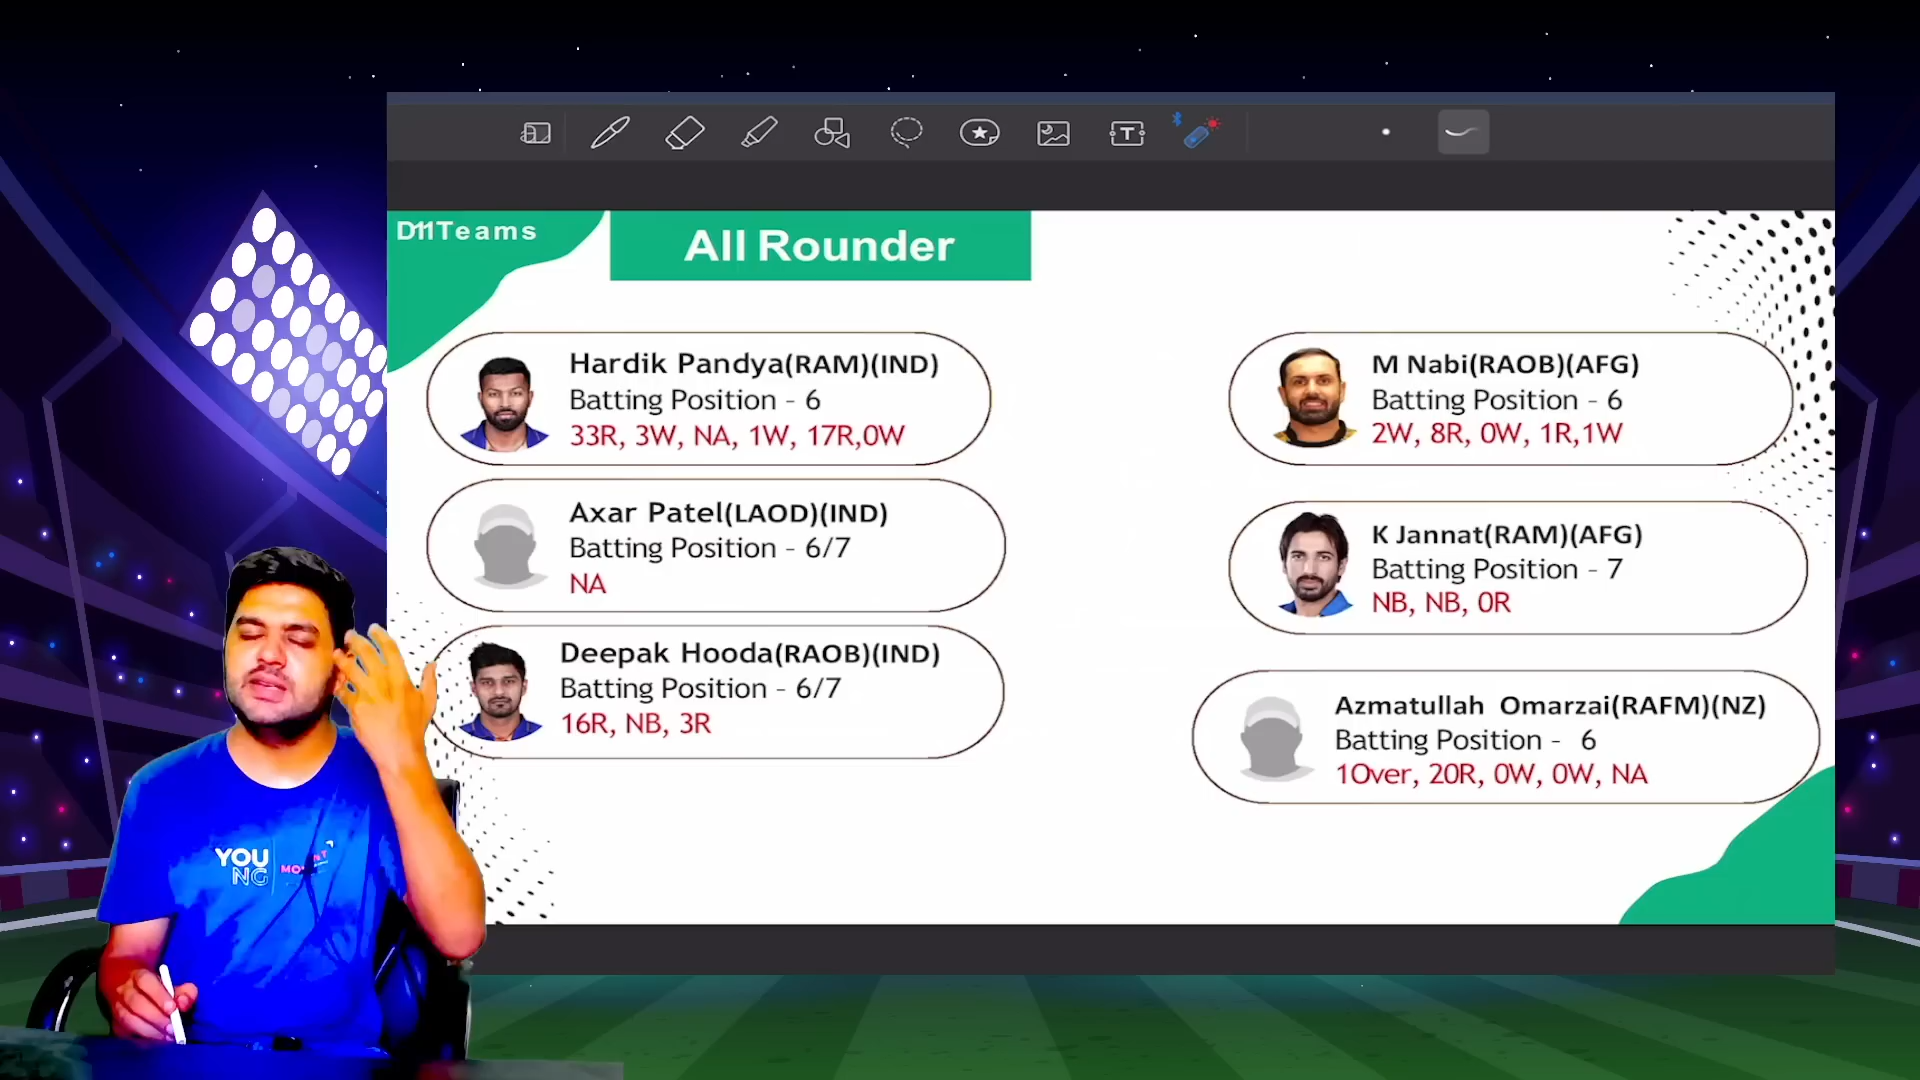 D11Teams
All Rounder
Hardik Pandya(RAM)(IND)
Batting Position - 6
33R, 3W, NA, 1W, 17R,0W
Axar Patel(LAOD)(IND)
Batting Position - 6/7
NA
Deepak Hooda(RAOB)(IND)
Batting Position - 6/7
16R, NB, 3R
M Nabi(RAOB)(AFG)
Batting Position - 6
2W, 8R, 0W, 1R,1W
K Jannat(RAM)(AFG)
Batting Position - 7
NB, NB, 0R
Azmatullah Omarzai(RAFM)(NZ)
Batting Position - 6
1Over, 20R, 0W, 0W, NA
YOU
NG